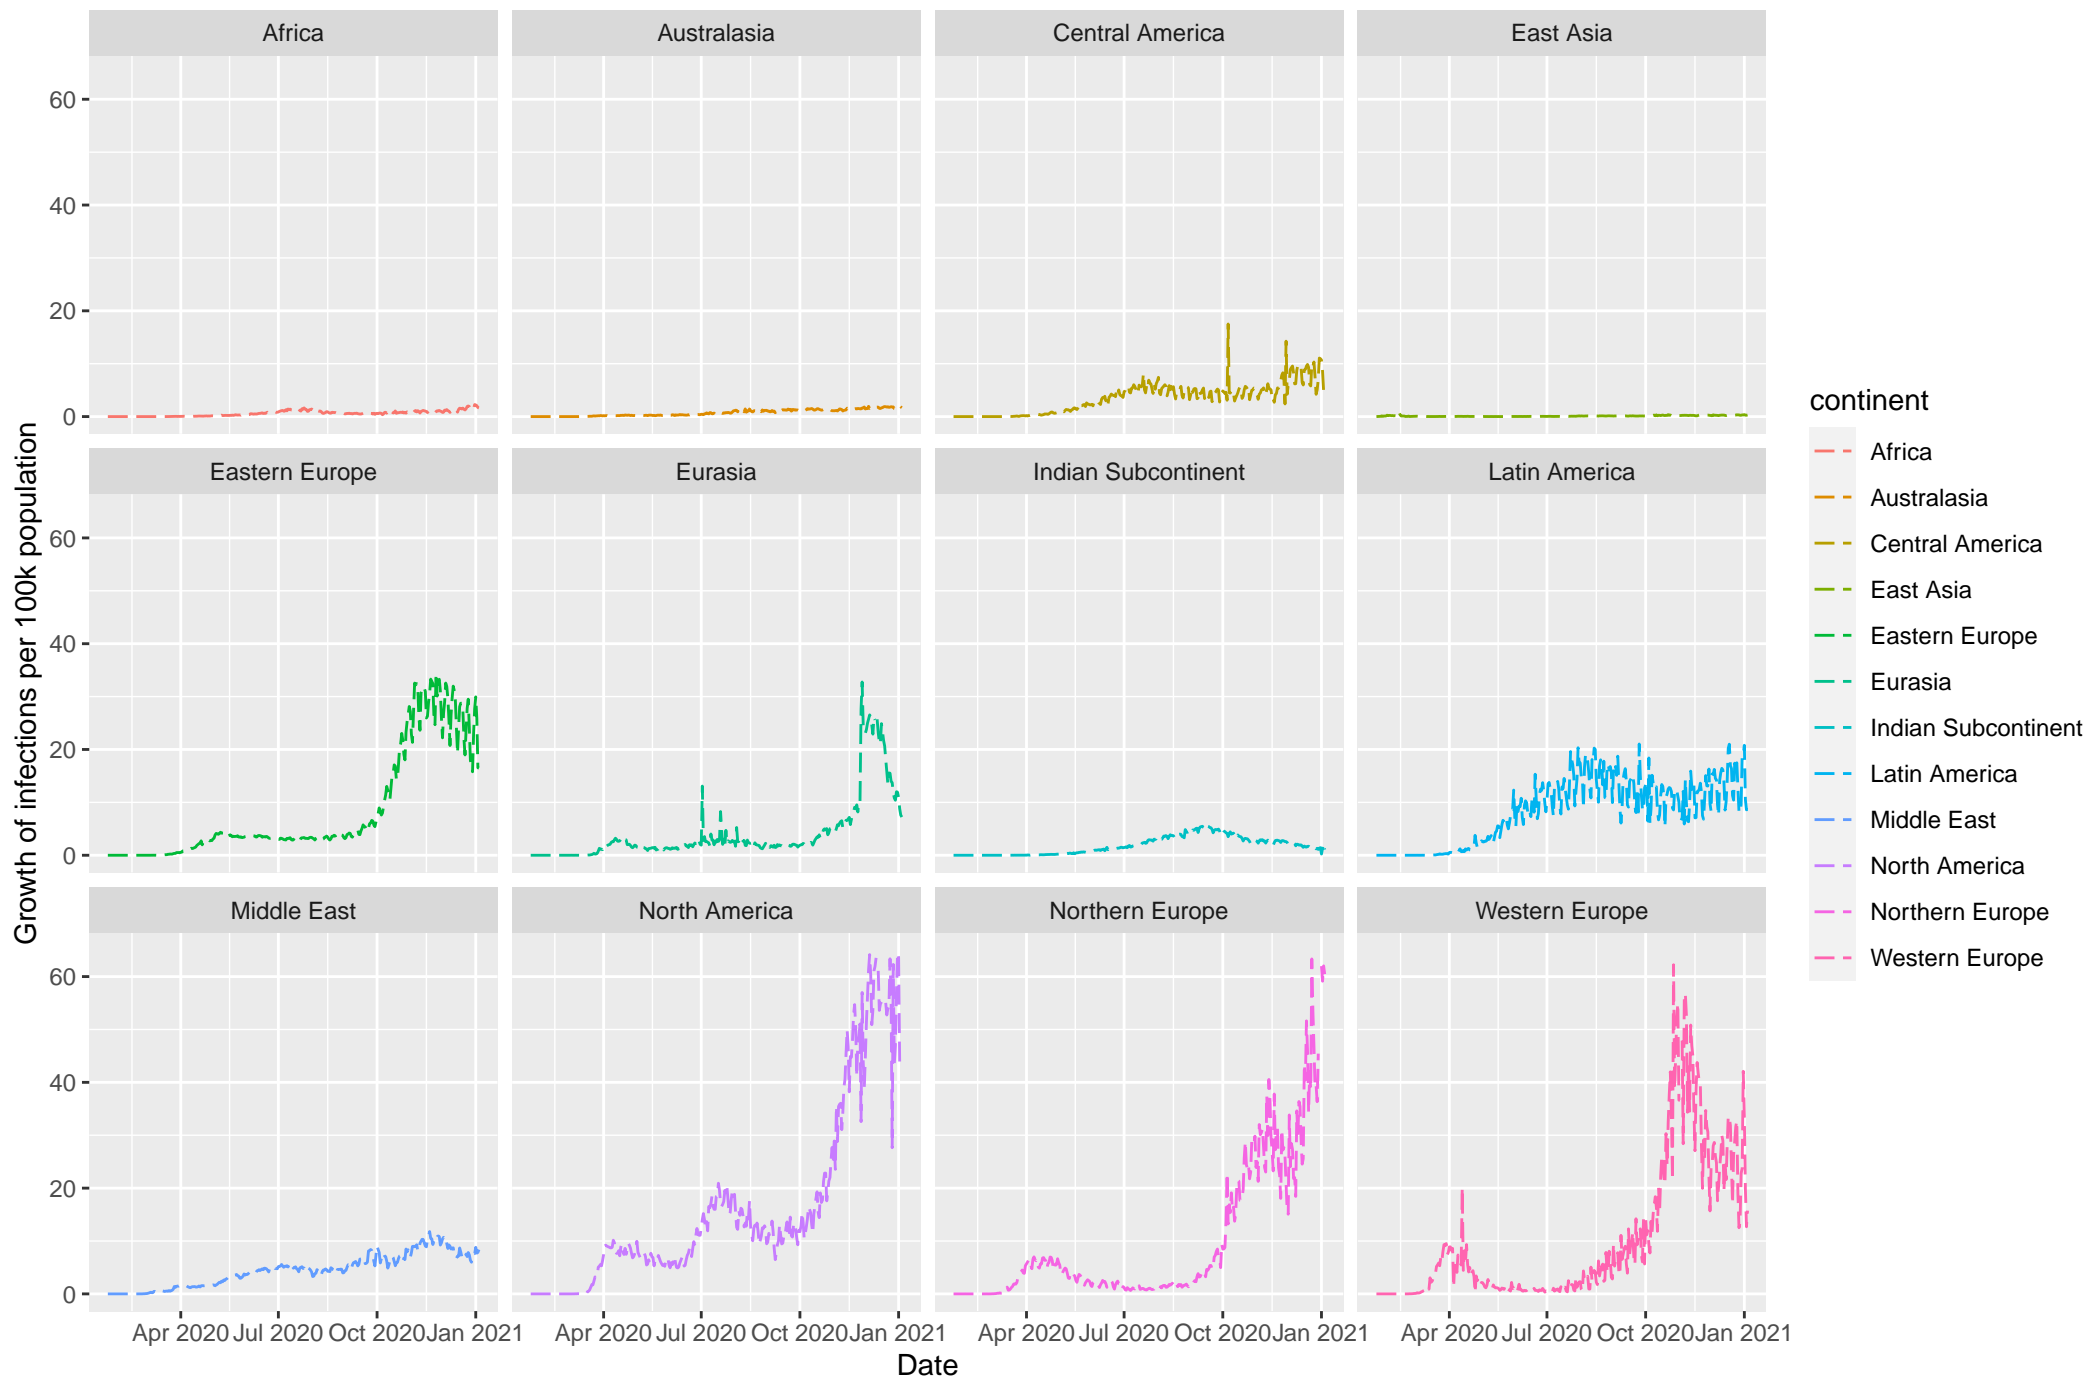 Africa
Australasia
Central America
East Asia
60
40
20
0
Eastern Europe
Eurasia
Indian Subcontinent
Latin America
60
40
20
0
Middle East
North America
Northern Europe
Western Europe
60
40
20
0
Apr 2020 Jul 2020 Oct 2020 Jan 2021
Apr 2020 Jul 2020 Oct 2020 Jan 2021
Apr 2020 Jul 2020 Oct 2020 Jan 2021
Apr 2020 Jul 2020 Oct 2020 Jan 2021
Date
Growth of infections per 100k population
continent
Africa
Australasia
Central America
East Asia
Eastern Europe
Eurasia
Indian Subcontinent
Latin America
Middle East
North America
Northern Europe
Western Europe